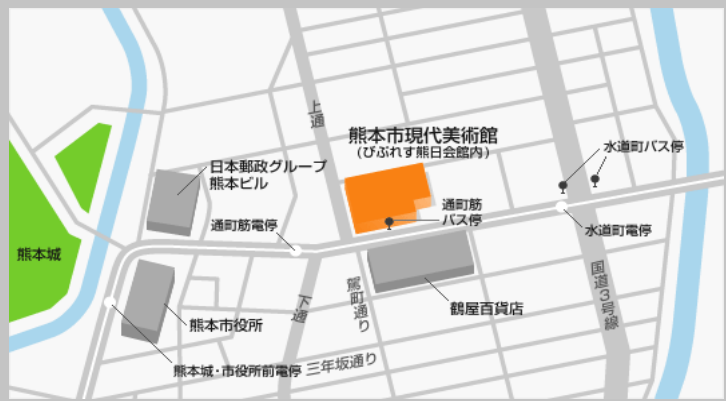 上通
熊本市現代美術館
(びぷれす熊日会館内)
水道町バス停
日本郵政グループ
熊本ビル
通町筋
バス停
通町筋電停
水道町電停
熊本城
国道3号線
下通
駕町通り
鶴屋百貨店
熊本市役所
熊本城・市役所前電停
三年坂通り